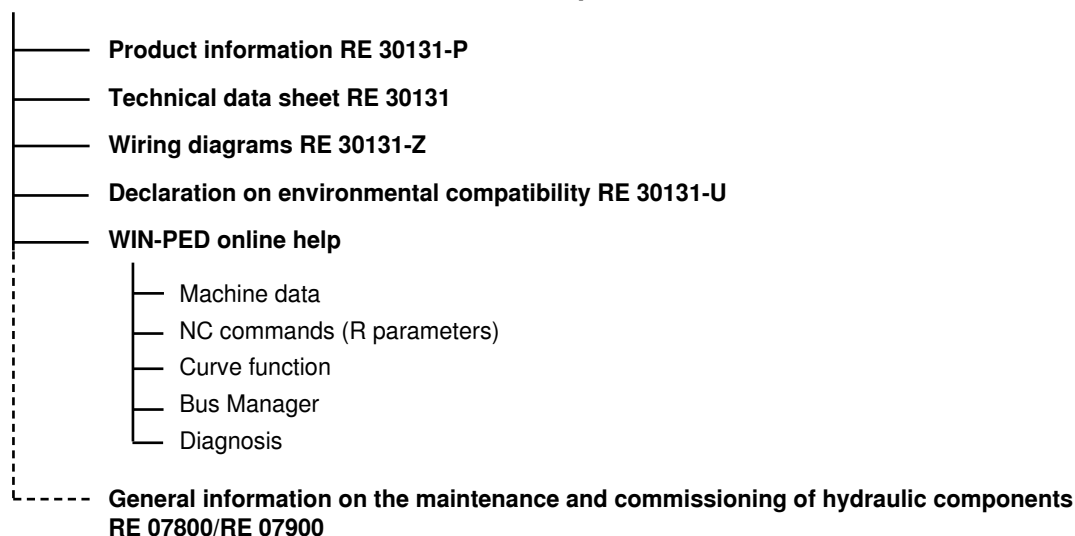 Product information RE 30131-P
Technical data sheet RE 30131
Wiring diagrams RE 30131-Z
Declaration on environmental compatibility RE 30131-U
WIN-PED online help
Machine data
NC commands (R parameters)
Curve function
Bus Manager
Diagnosis
General information on the maintenance and commissioning of hydraulic components
RE 07800/RE 07900